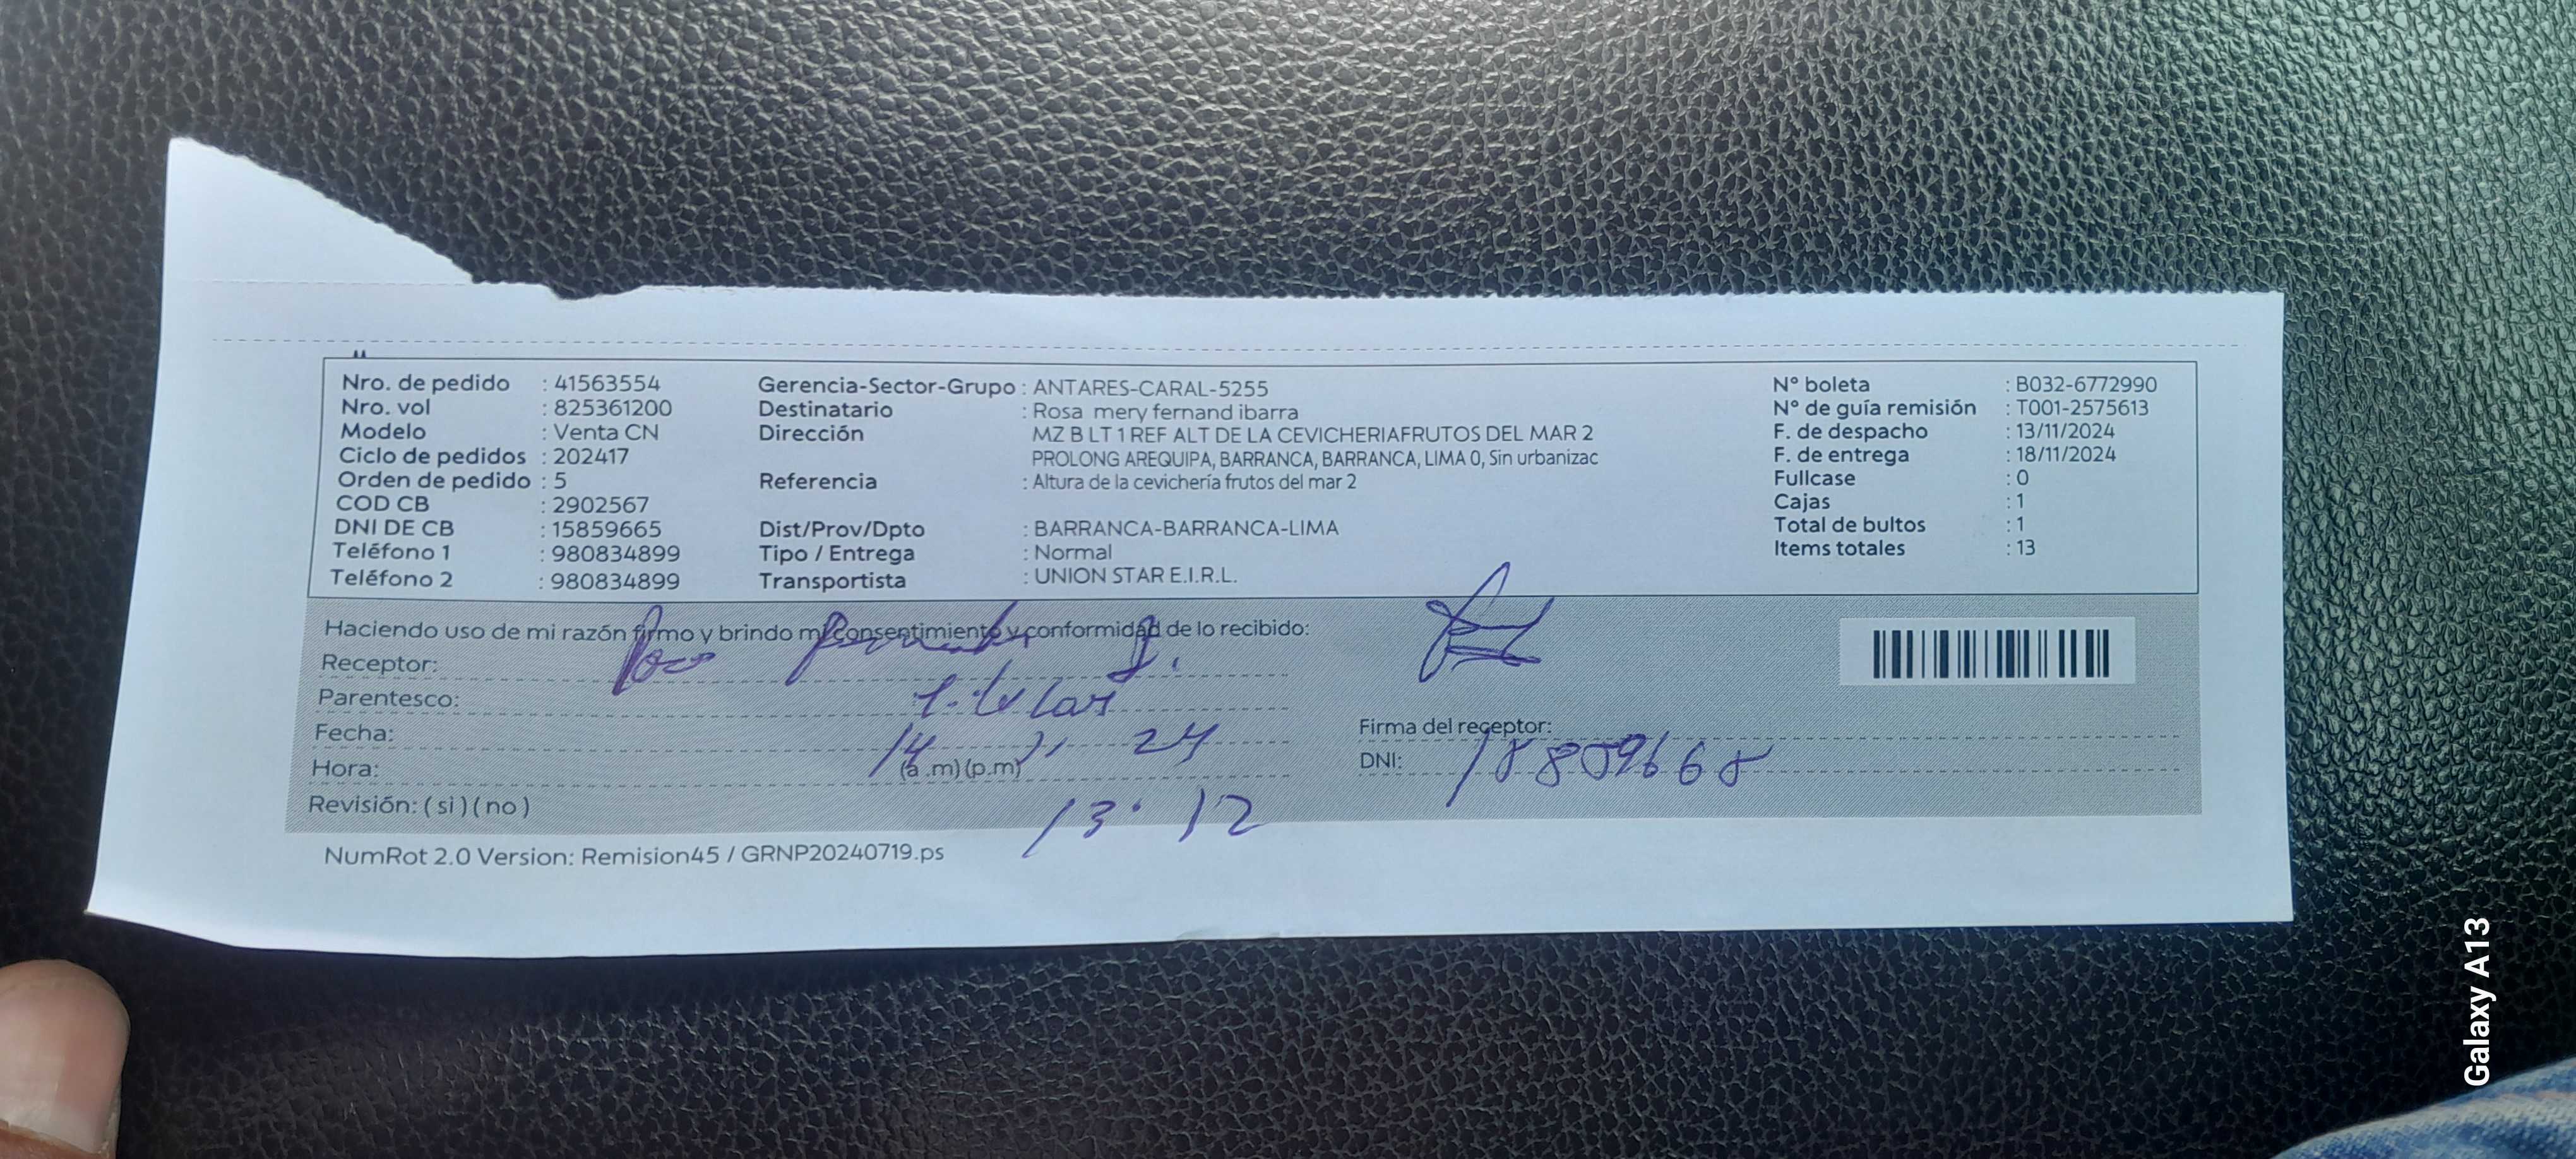 Nro. de pedido : 41563554
Nro. vol : 825361200
Modelo : Venta CN
Ciclo de pedidos : 202417
Orden de pedido : 5
COD CB : 2902567
DNI DE CB : 15859665
Teléfono 1 : 980834899
Teléfono 2 : 980834899
Gerencia-Sector-Grupo : ANTARES-CARAL-5255
Destinatario : Rosa mery fernand ibarra
Dirección MZ B LT 1 REF ALT DE LA CEVICHERIAFRUTOS DEL MAR 2
PROLONG AREQUIPA, BARRANCA, BARRANCA, LIMA 0, Sin urbanizac
Referencia : Altura de la cevichería frutos del mar 2
Dist/Prov/Dpto : BARRANCA-BARRANCA-LIMA
Tipo / Entrega : Normal
Transportista : UNION STAR E.I.R.L.
N° boleta : B032-6772990
N° de guía remisión : T001-2575613
F. de despacho : 13/11/2024
F. de entrega : 18/11/2024
Fullcase : 0
Cajas : 1
Total de bultos : 1
Items totales : 13
Haciendo uso de mi razón firmo y brindo mi consentimiento y conformidad de lo recibido:
Receptor:
Parentesco: titular
Fecha: 14 11 24
Hora: (a .m) (p.m)
13:12
Revisión: ( si ) ( no )
Firma del receptor:
DNI:
NumRot 2.0 Version: Remision45 / GRNP20240719.ps
Galaxy A13